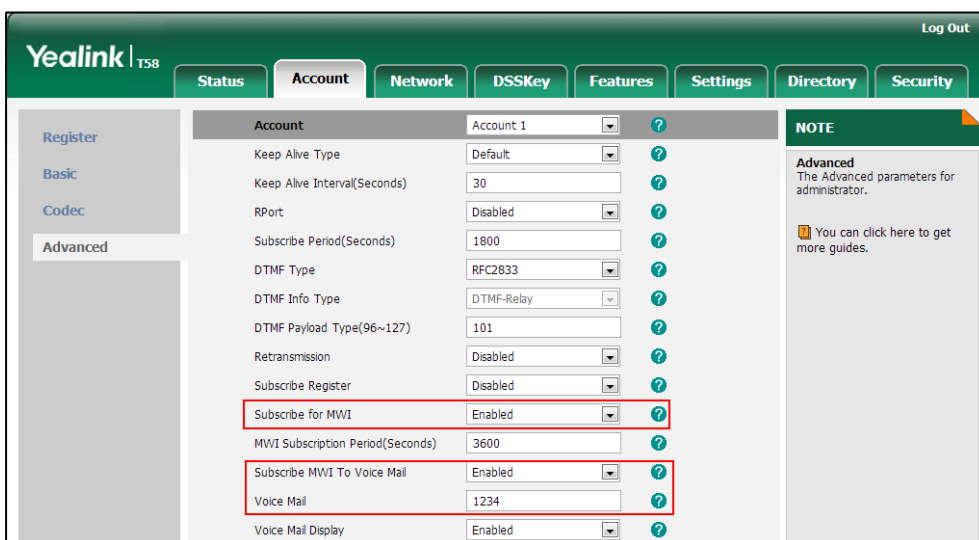 Log Out
Yealink | T58
Status Account Network DSSKey Features Settings Directory Security
Register
Basic
Codec
Advanced
Account Account 1
Keep Alive Type Default
Keep Alive Interval(Seconds) 30
RPort Disabled
Subscribe Period(Seconds) 1800
DTMF Type RFC2833
DTMF Info Type DTMF-Relay
DTMF Payload Type(96~127) 101
Retransmission Disabled
Subscribe Register Disabled
Subscribe for MWI Enabled
MWI Subscription Period(Seconds) 3600
Subscribe MWI To Voice Mail Enabled
Voice Mail 1234
Voice Mail Display Enabled
NOTE
Advanced
The Advanced parameters for
administrator.
You can click here to get
more guides.